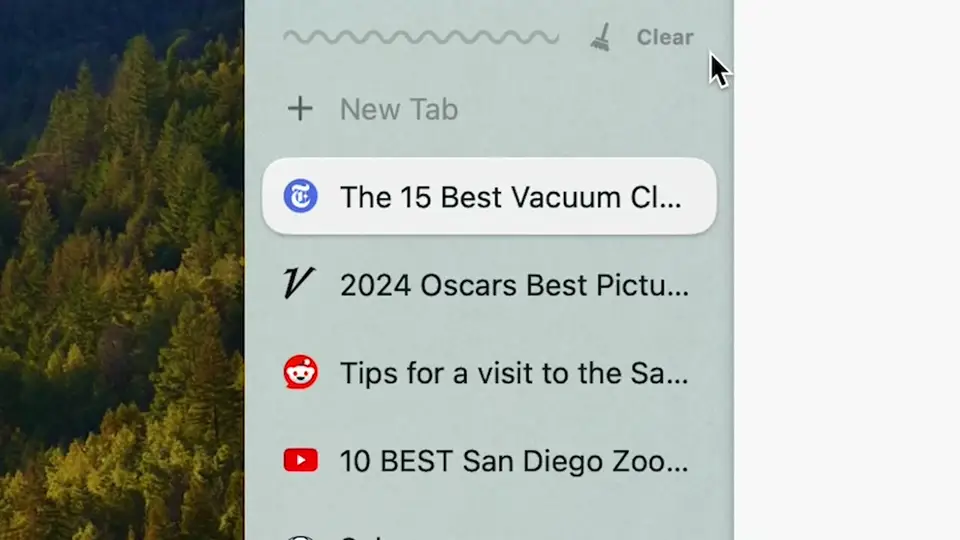 Clear
New Tab
The 15 Best Vacuum Cl...
2024 Oscars Best Pictu...
Tips for a visit to the Sa...
10 BEST San Diego Zoo...